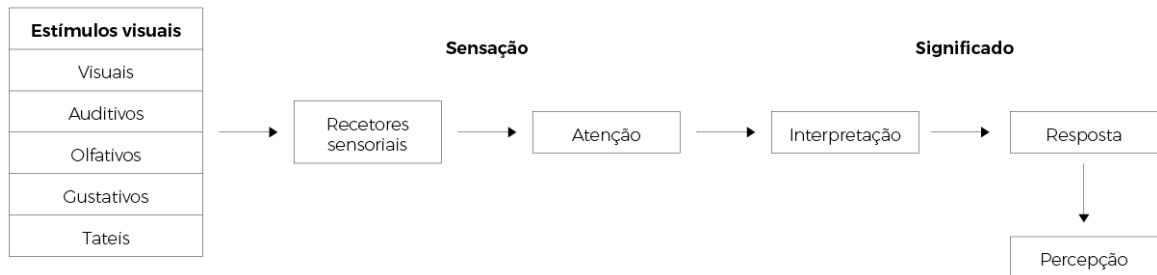 Estímulos visuais
Visuais
Auditivos
Olfativos
Gustativos
Tateis
Sensação
Significado
Recetores
sensoriais
Atenção
Interpretação
Resposta
Percepção